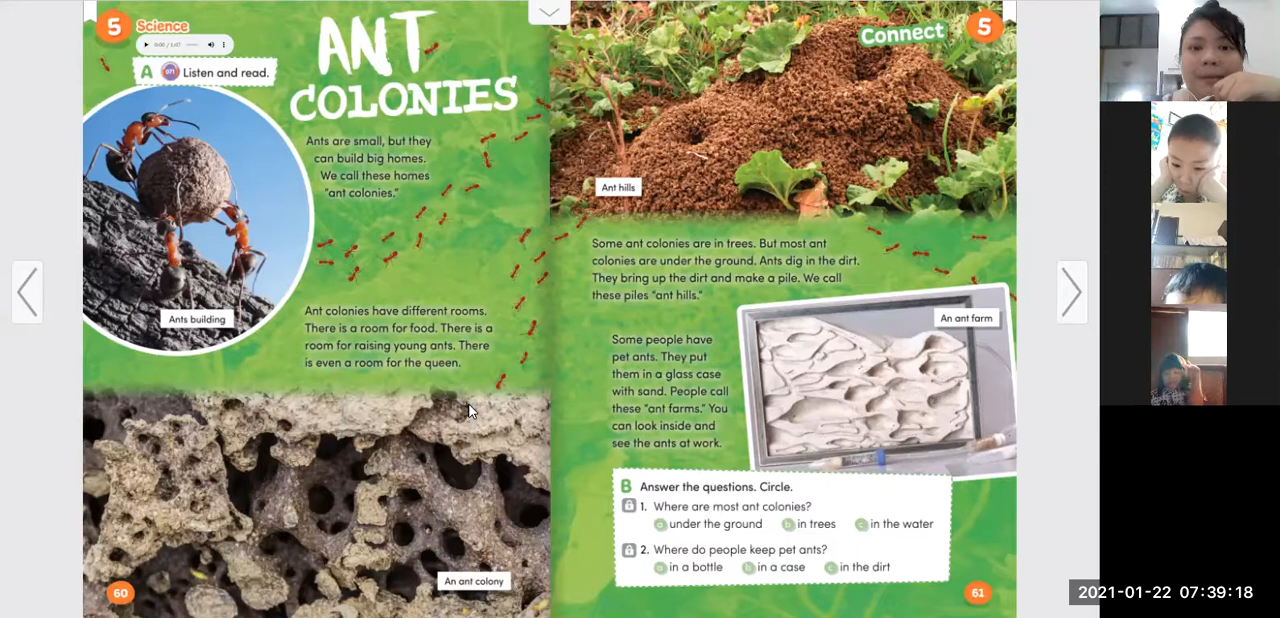 5
Science
0:00 / 1:07
A
071
Listen and read.
ANT
COLONIES
Ants are small, but they
can build big homes.
We call these homes
"ant colonies."
Ants building
Ant colonies have different rooms.
There is a room for food. There is a
room for raising young ants. There
is even a room for the queen.
An ant colony
60
Connect
5
Ant hills
Some ant colonies are in trees. But most ant
colonies are under the ground. Ants dig in the dirt.
They bring up the dirt and make a pile. We call
these piles "ant hills."
An ant farm
Some people have
pet ants. They put
them in a glass case
with sand. People call
these "ant farms." You
can look inside and
see the ants at work.
B Answer the questions. Circle.
1. Where are most ant colonies?
a under the ground b in trees c in the water
2. Where do people keep pet ants?
a in a bottle b in a case c in the dirt
61
2021-01-22 07:39:18